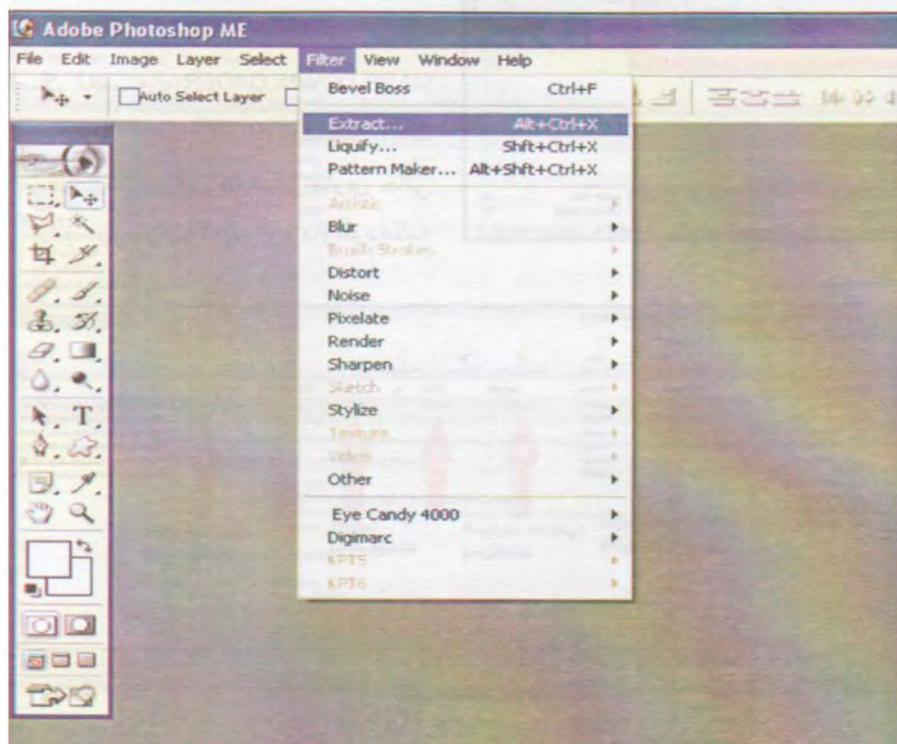 Adobe Photoshop ME
File Edit Image Layer Select Filter View Window Help
Auto Select Layer
Bevel Boss Ctrl+F
Extract... Alt+Ctrl+X
Liquify... Shft+Ctrl+X
Pattern Maker... Alt+Shft+Ctrl+X
Artistic
Blur
Brush Strokes
Distort
Noise
Pixelate
Render
Sharpen
Sketch
Stylize
Texture
Video
Other
Eye Candy 4000
Digimarc
KPT5
KPT6